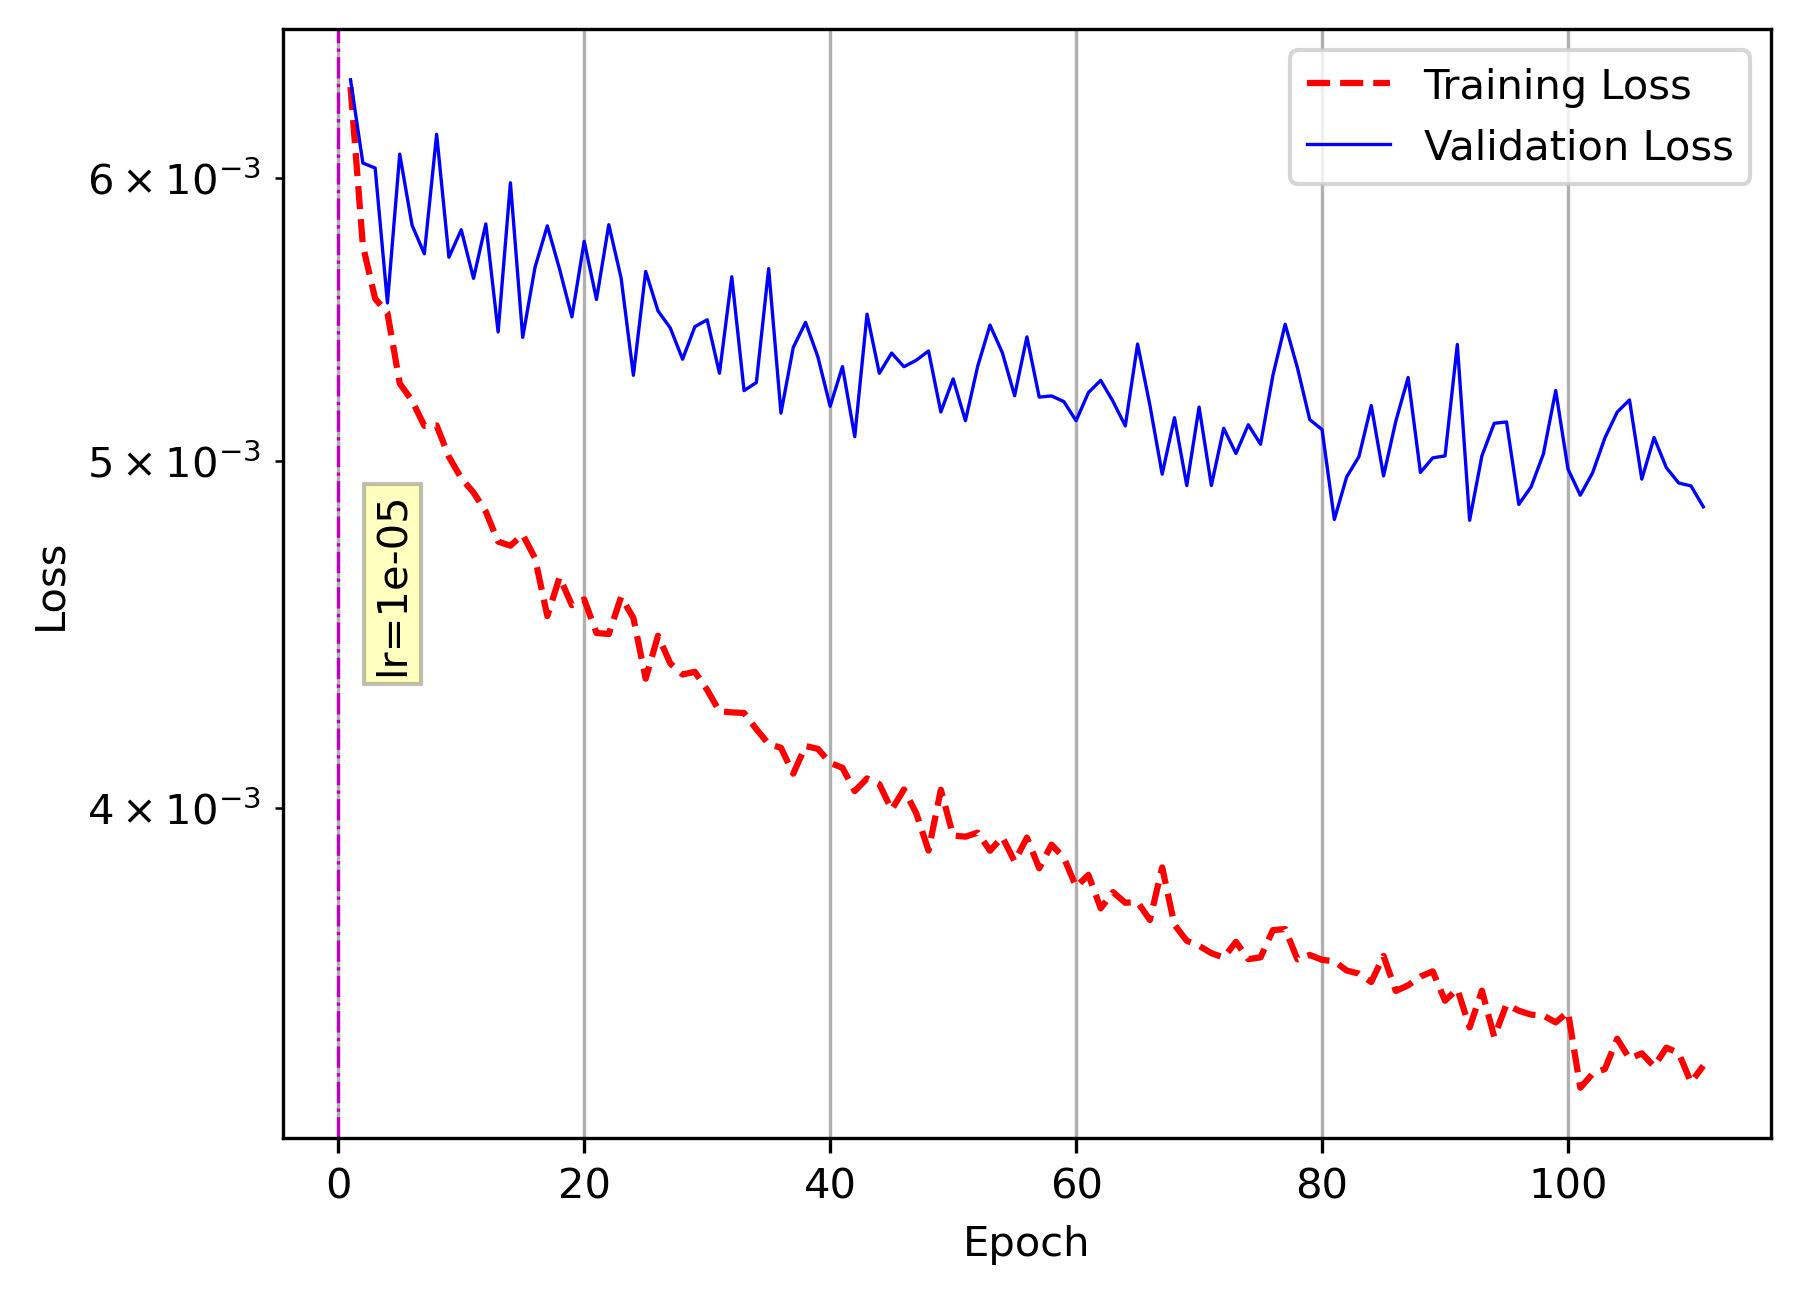 Training Loss
Validation Loss
6 × 10⁻³
5 × 10⁻³
4 × 10⁻³
Loss
lr=1e-05
0 20 40 60 80 100
Epoch